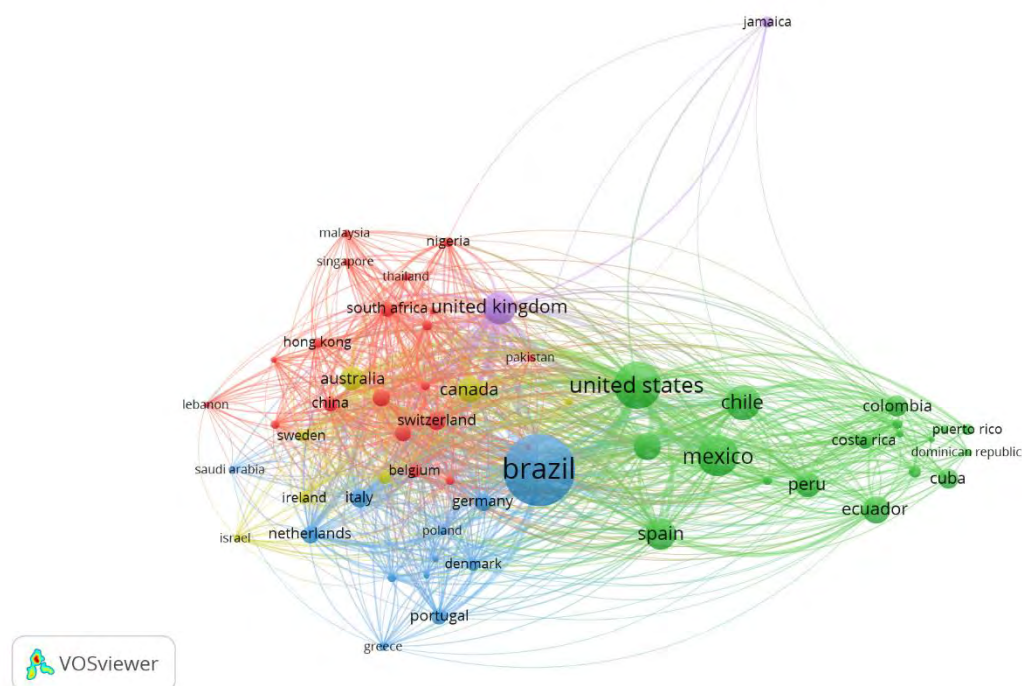 jamaica
malaysia
nigeria
singapore
thailand
south africa
united kingdom
hong kong
pakistan
australia
canada
united states
lebanon
china
chile
colombia
switzerland
puerto rico
sweden
costa rica
dominican republic
saudi arabia
belgium
brazil
mexico
cuba
ireland
italy
germany
peru
ecuador
israel
netherlands
poland
spain
denmark
portugal
greece
VOSviewer